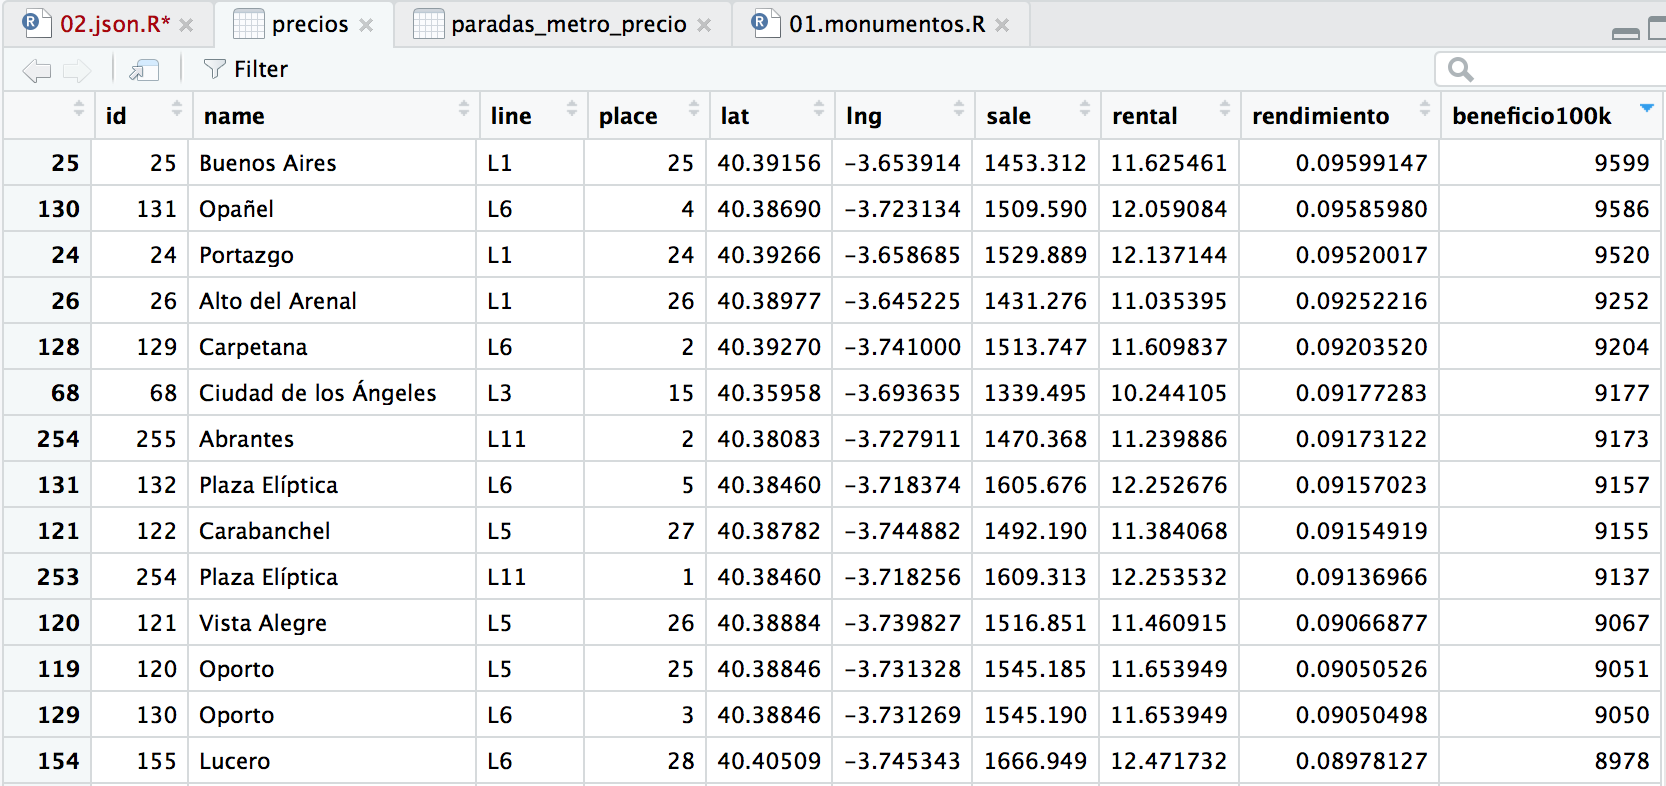 02.json.R* precios paradas_metro_precio 01.monumentos.R
Filter
id name line place lat lng sale rental rendimiento beneficio100k
25 25 Buenos Aires L1 25 40.39156 -3.653914 1453.312 11.625461 0.09599147 9599
130 131 Opañel L6 4 40.38690 -3.723134 1509.590 12.059084 0.09585980 9586
24 24 Portazgo L1 24 40.39266 -3.658685 1529.889 12.137144 0.09520017 9520
26 26 Alto del Arenal L1 26 40.38977 -3.645225 1431.276 11.035395 0.09252216 9252
128 129 Carpetana L6 2 40.39270 -3.741000 1513.747 11.609837 0.09203520 9204
68 68 Ciudad de los Ángeles L3 15 40.35958 -3.693635 1339.495 10.244105 0.09177283 9177
254 255 Abrantes L11 2 40.38083 -3.727911 1470.368 11.239886 0.09173122 9173
131 132 Plaza Elíptica L6 5 40.38460 -3.718374 1605.676 12.252676 0.09157023 9157
121 122 Carabanchel L5 27 40.38782 -3.744882 1492.190 11.384068 0.09154919 9155
253 254 Plaza Elíptica L11 1 40.38460 -3.718256 1609.313 12.253532 0.09136966 9137
120 121 Vista Alegre L5 26 40.38884 -3.739827 1516.851 11.460915 0.09066877 9067
119 120 Oporto L5 25 40.38846 -3.731328 1545.185 11.653949 0.09050526 9051
129 130 Oporto L6 3 40.38846 -3.731269 1545.190 11.653949 0.09050498 9050
154 155 Lucero L6 28 40.40509 -3.745343 1666.949 12.471732 0.08978127 8978